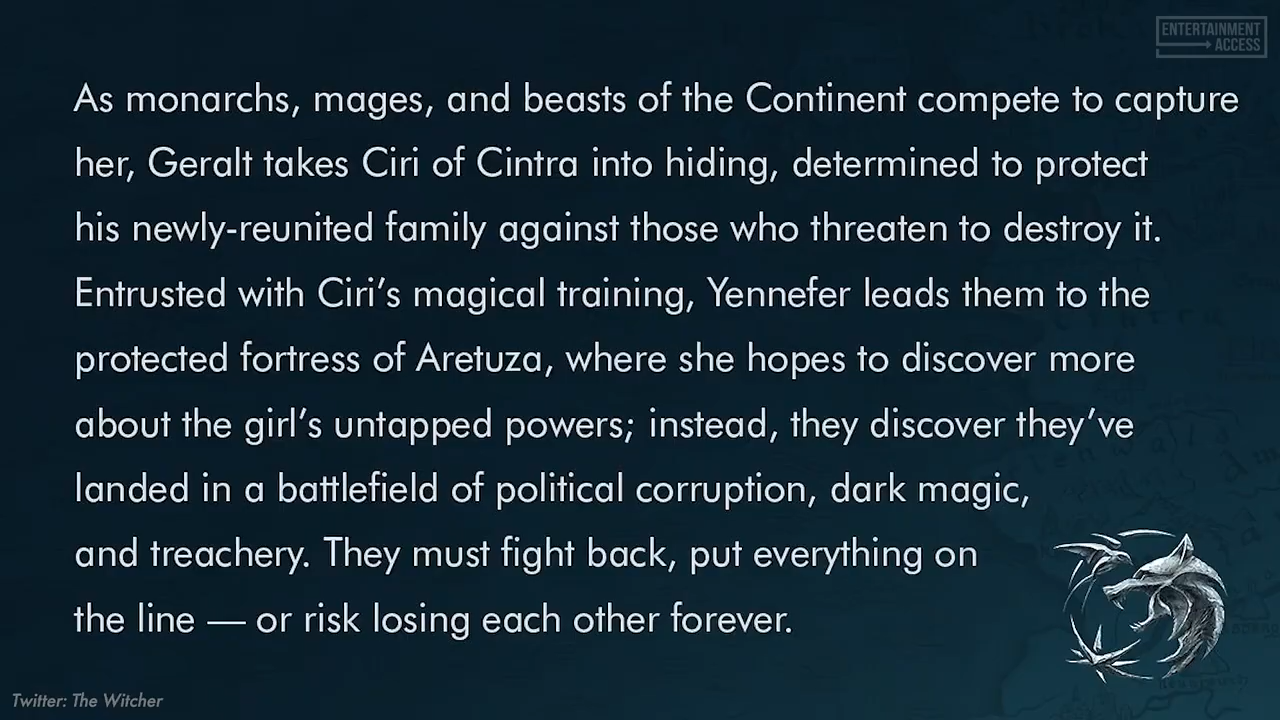 ENTERTAINMENT
ACCESS
As monarchs, mages, and beasts of the Continent compete to capture
her, Geralt takes Ciri of Cintra into hiding, determined to protect
his newly-reunited family against those who threaten to destroy it.
Entrusted with Ciri’s magical training, Yennefer leads them to the
protected fortress of Aretuza, where she hopes to discover more
about the girl’s untapped powers; instead, they discover they’ve
landed in a battlefield of political corruption, dark magic,
and treachery. They must fight back, put everything on
the line — or risk losing each other forever.
Twitter: The Witcher